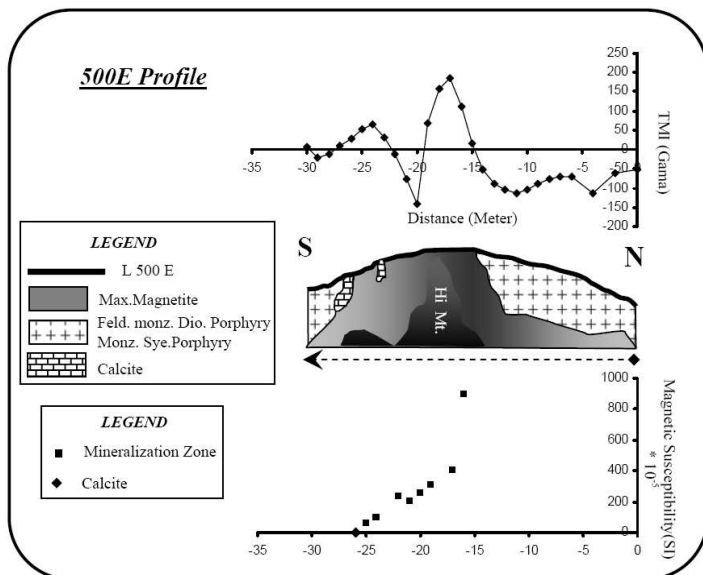 500E Profile
250
200
150
100
50
0
-50
-100
-150
-200
TMI (Gama)
-35 -30 -25 -20 -15 -10 -5 0
Distance (Meter)
LEGEND
L 500 E
Max.Magnetite
Feld. monz. Dio. Porphyry
Monz. Sye.Porphyry
Calcite
S
N
Hi Mt.
LEGEND
Mineralization Zone
Calcite
1000
800
600
400
200
0
Magnetic Susceptibility(SI)
* 10⁻⁵
-35 -30 -25 -20 -15 -10 -5 0